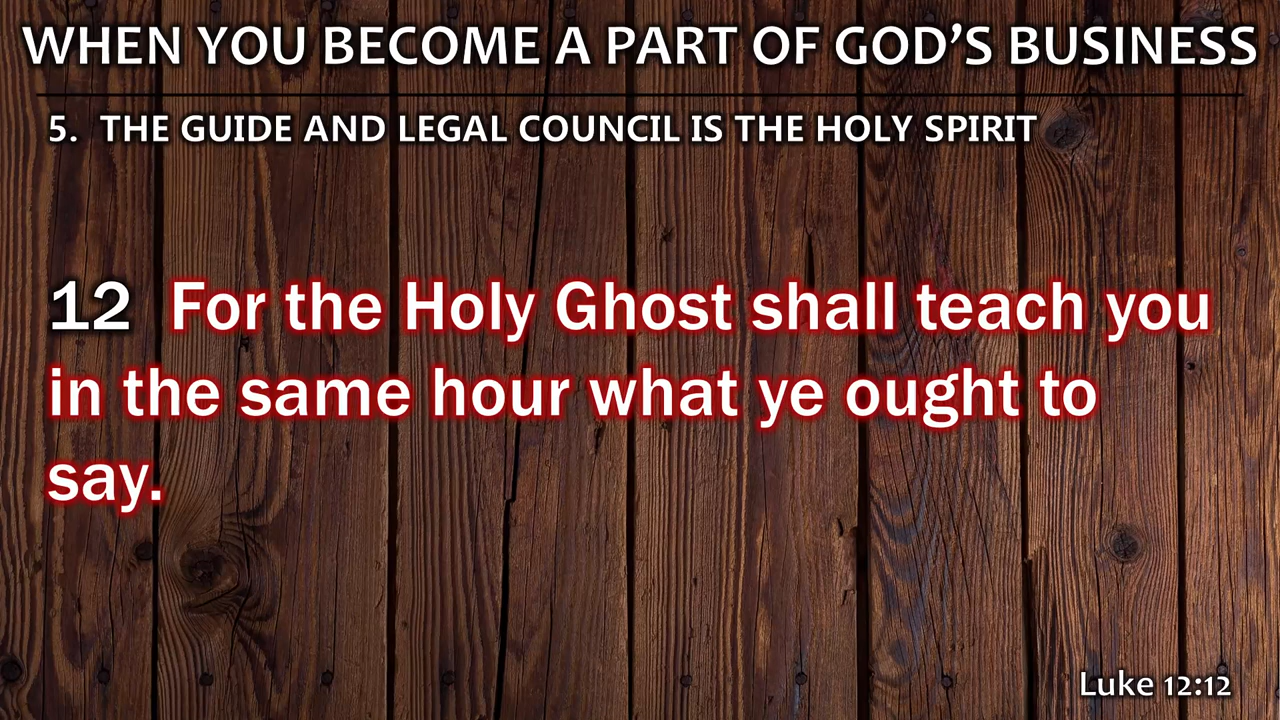 WHEN YOU BECOME A PART OF GOD'S BUSINESS
5. THE GUIDE AND LEGAL COUNCIL IS THE HOLY SPIRIT
12 For the Holy Ghost shall teach you
in the same hour what ye ought to
say.
Luke 12:12